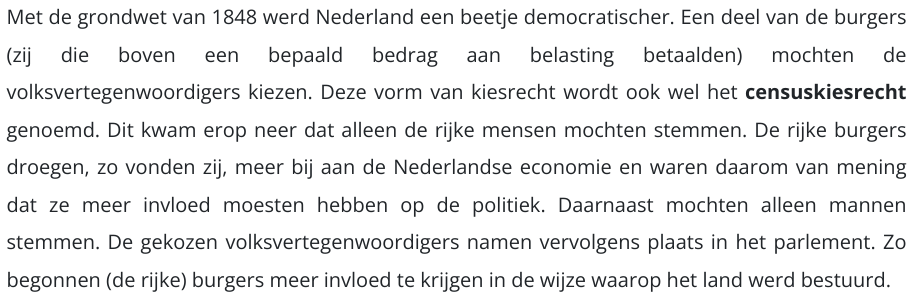 Met de grondwet van 1848 werd Nederland een beetje democratischer. Een deel van de burgers
(zij die boven een bepaald bedrag aan belasting betaalden) mochten de
volksvertegenwoordigers kiezen. Deze vorm van kiesrecht wordt ook wel het censuskiesrecht
genoemd. Dit kwam erop neer dat alleen de rijke mensen mochten stemmen. De rijke burgers
droegen, zo vonden zij, meer bij aan de Nederlandse economie en waren daarom van mening
dat ze meer invloed moesten hebben op de politiek. Daarnaast mochten alleen mannen
stemmen. De gekozen volksvertegenwoordigers namen vervolgens plaats in het parlement. Zo
begonnen (de rijke) burgers meer invloed te krijgen in de wijze waarop het land werd bestuurd.